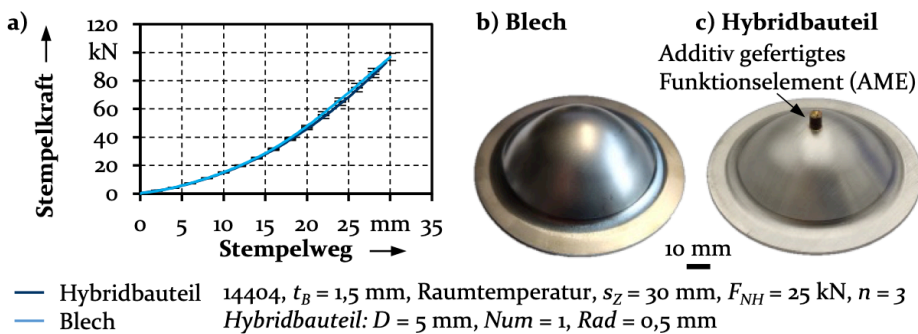 a)
120
kN
80
60
40
20
0
0 5 10 15 20 25 mm 35
Stempelkraft
Stempelweg
b) Blech
c) Hybridbauteil
Additiv gefertigtes
Funktionselement (AME)
10 mm
Hybridbauteil
Blech
14404, t_B = 1,5 mm, Raumtemperatur, s_Z = 30 mm, F_NH = 25 kN, n = 3
Hybridbauteil: D = 5 mm, Num = 1, Rad = 0,5 mm